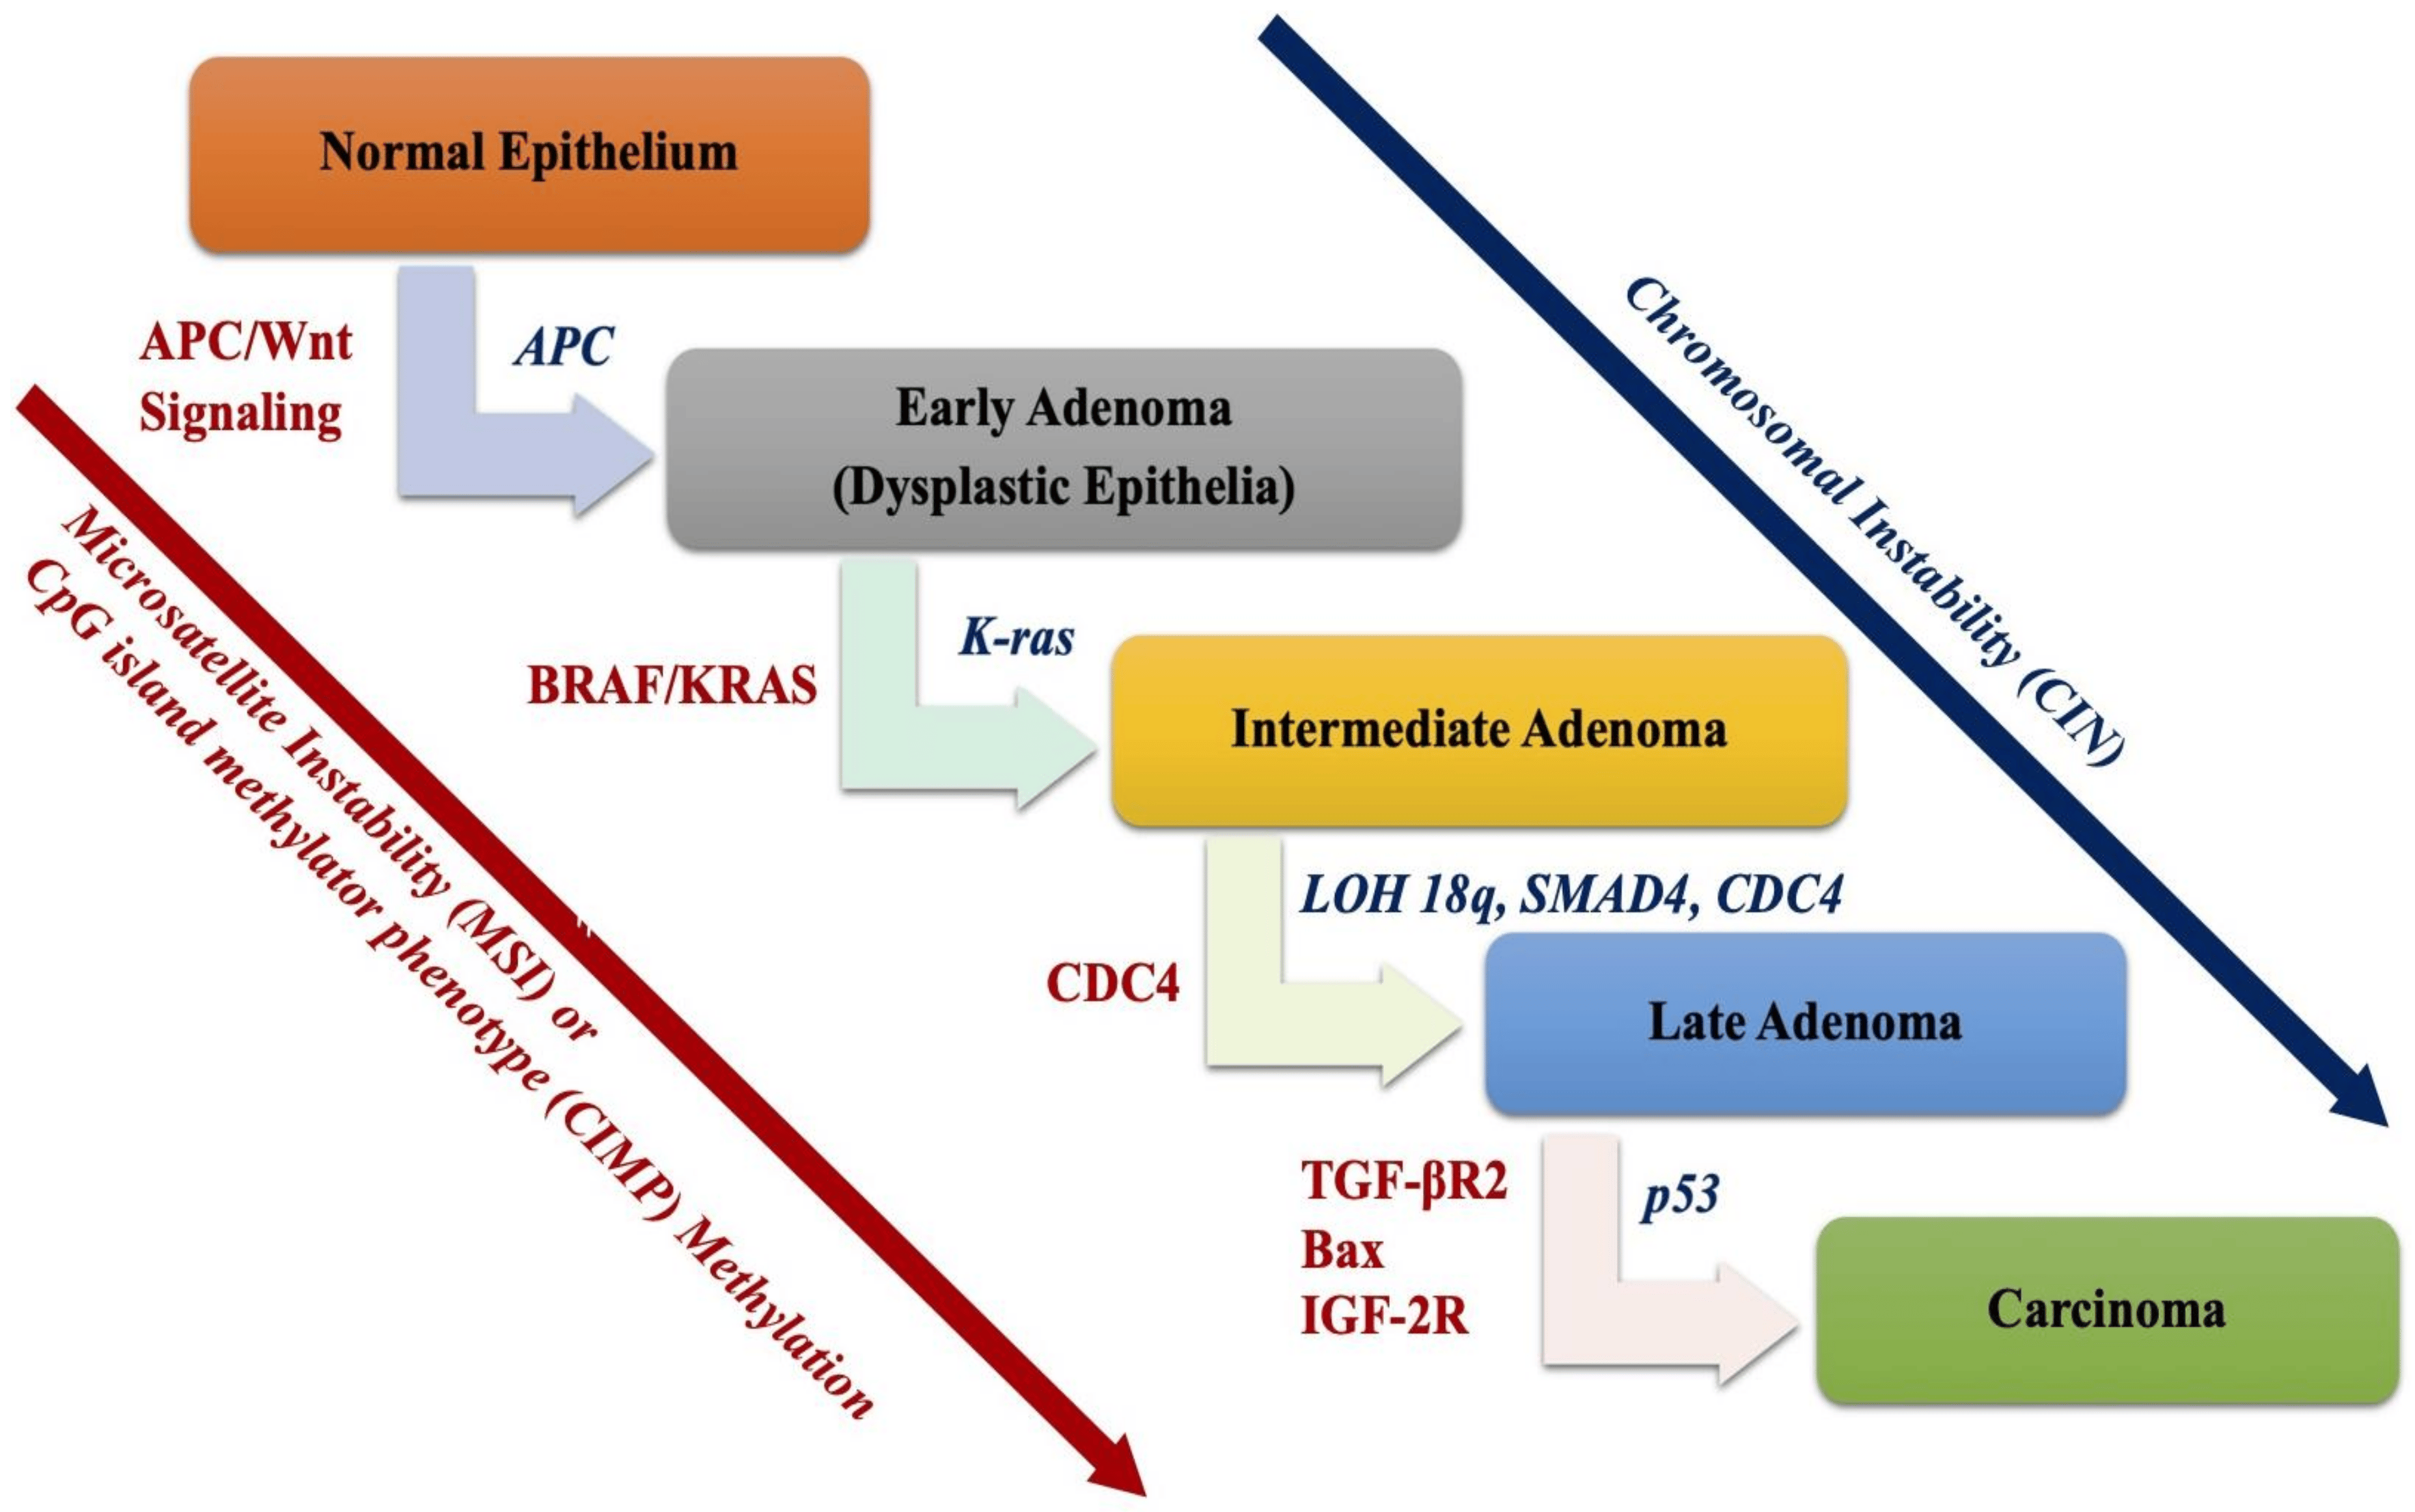 Normal Epithelium
APC/Wnt
Signaling
APC
Early Adenoma
(Dysplastic Epithelia)
BRAF/KRAS
K-ras
Intermediate Adenoma
LOH 18q, SMAD4, CDC4
CDC4
Late Adenoma
TGF-βR2
Bax
IGF-2R
p53
Carcinoma
Chromosomal Instability (CIN)
Microsatellite Instability (MSI) or
CpG island methylator phenotype (CIMP) Methylation